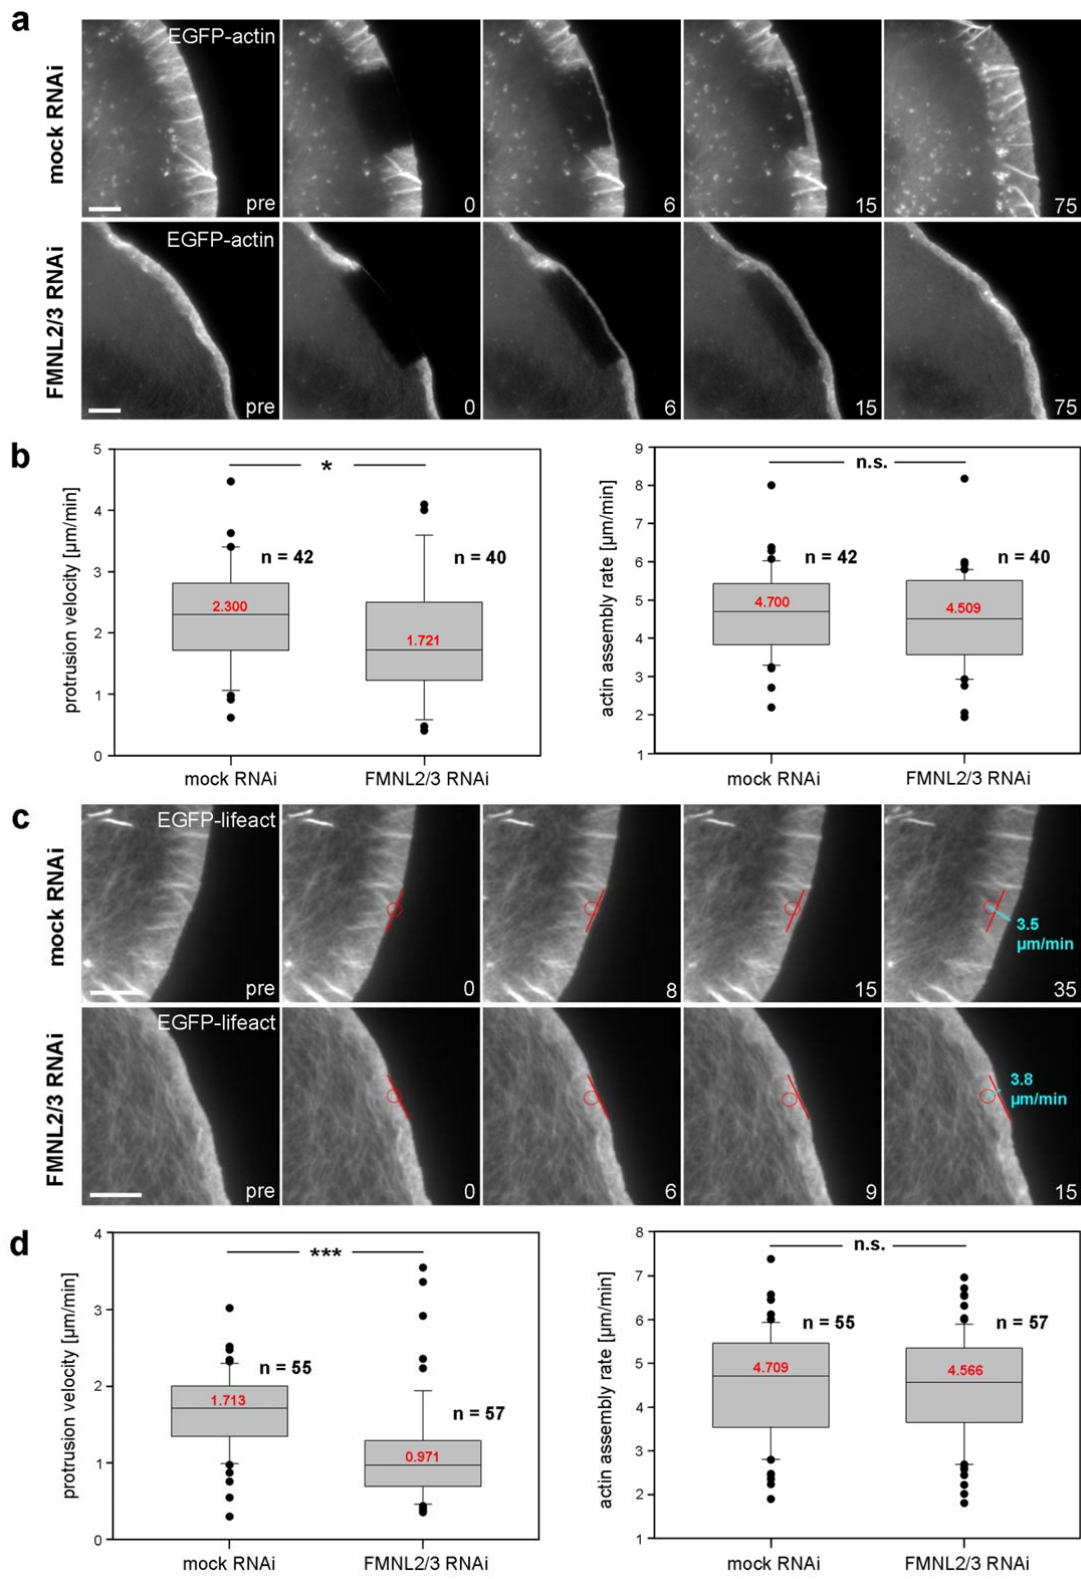 a
mock RNAi
EGFP-actin
pre
0
6
15
75
FMNL2/3 RNAi
EGFP-actin
pre
0
6
15
75
b
protrusion velocity [µm/min]
5
4
3
2
1
0
*
n = 42
n = 40
2.300
1.721
mock RNAi
FMNL2/3 RNAi
actin assembly rate [µm/min]
9
8
7
6
5
4
3
2
1
n.s.
n = 42
n = 40
4.700
4.509
mock RNAi
FMNL2/3 RNAi
c
mock RNAi
EGFP-lifeact
pre
0
8
15
3.5
µm/min
35
FMNL2/3 RNAi
EGFP-lifeact
pre
0
6
9
3.8
µm/min
15
d
protrusion velocity [µm/min]
4
3
2
1
0
***
n = 55
n = 57
1.713
0.971
mock RNAi
FMNL2/3 RNAi
actin assembly rate [µm/min]
8
7
6
5
4
3
2
1
n.s.
n = 55
n = 57
4.709
4.566
mock RNAi
FMNL2/3 RNAi